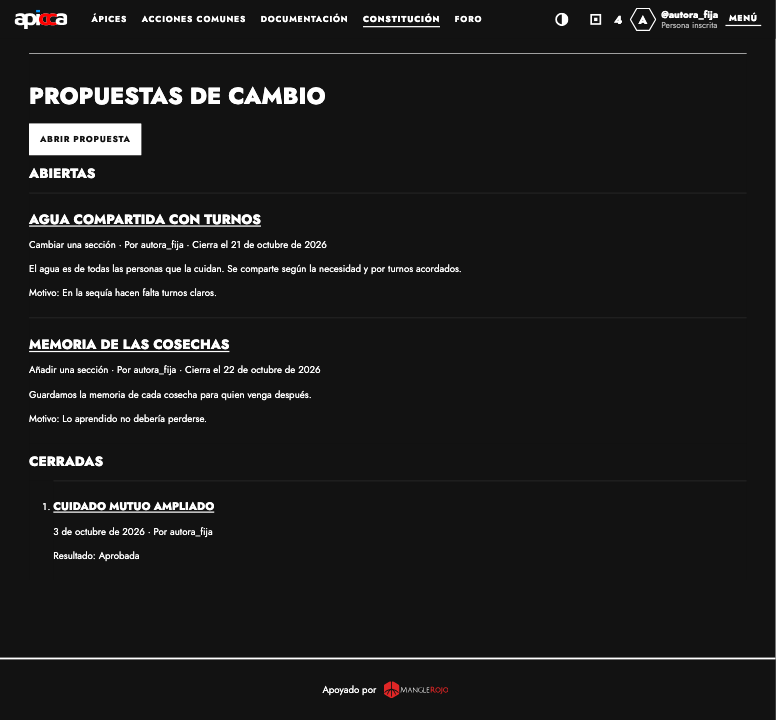 apicca
ÁPICES ACCIONES COMUNES DOCUMENTACIÓN CONSTITUCIÓN FORO
4
@autora_fija
Persona inscrita
MENÚ
PROPUESTAS DE CAMBIO
ABRIR PROPUESTA
ABIERTAS
AGUA COMPARTIDA CON TURNOS
Cambiar una sección · Por autora_fija · Cierra el 21 de octubre de 2026
El agua es de todas las personas que la cuidan. Se comparte según la necesidad y por turnos acordados.
Motivo: En la sequía hacen falta turnos claros.
MEMORIA DE LAS COSECHAS
Añadir una sección · Por autora_fija · Cierra el 22 de octubre de 2026
Guardamos la memoria de cada cosecha para quien venga después.
Motivo: Lo aprendido no debería perderse.
CERRADAS
1. CUIDADO MUTUO AMPLIADO
3 de octubre de 2026 · Por autora_fija
Resultado: Aprobada
Apoyado por MANGLEROJO